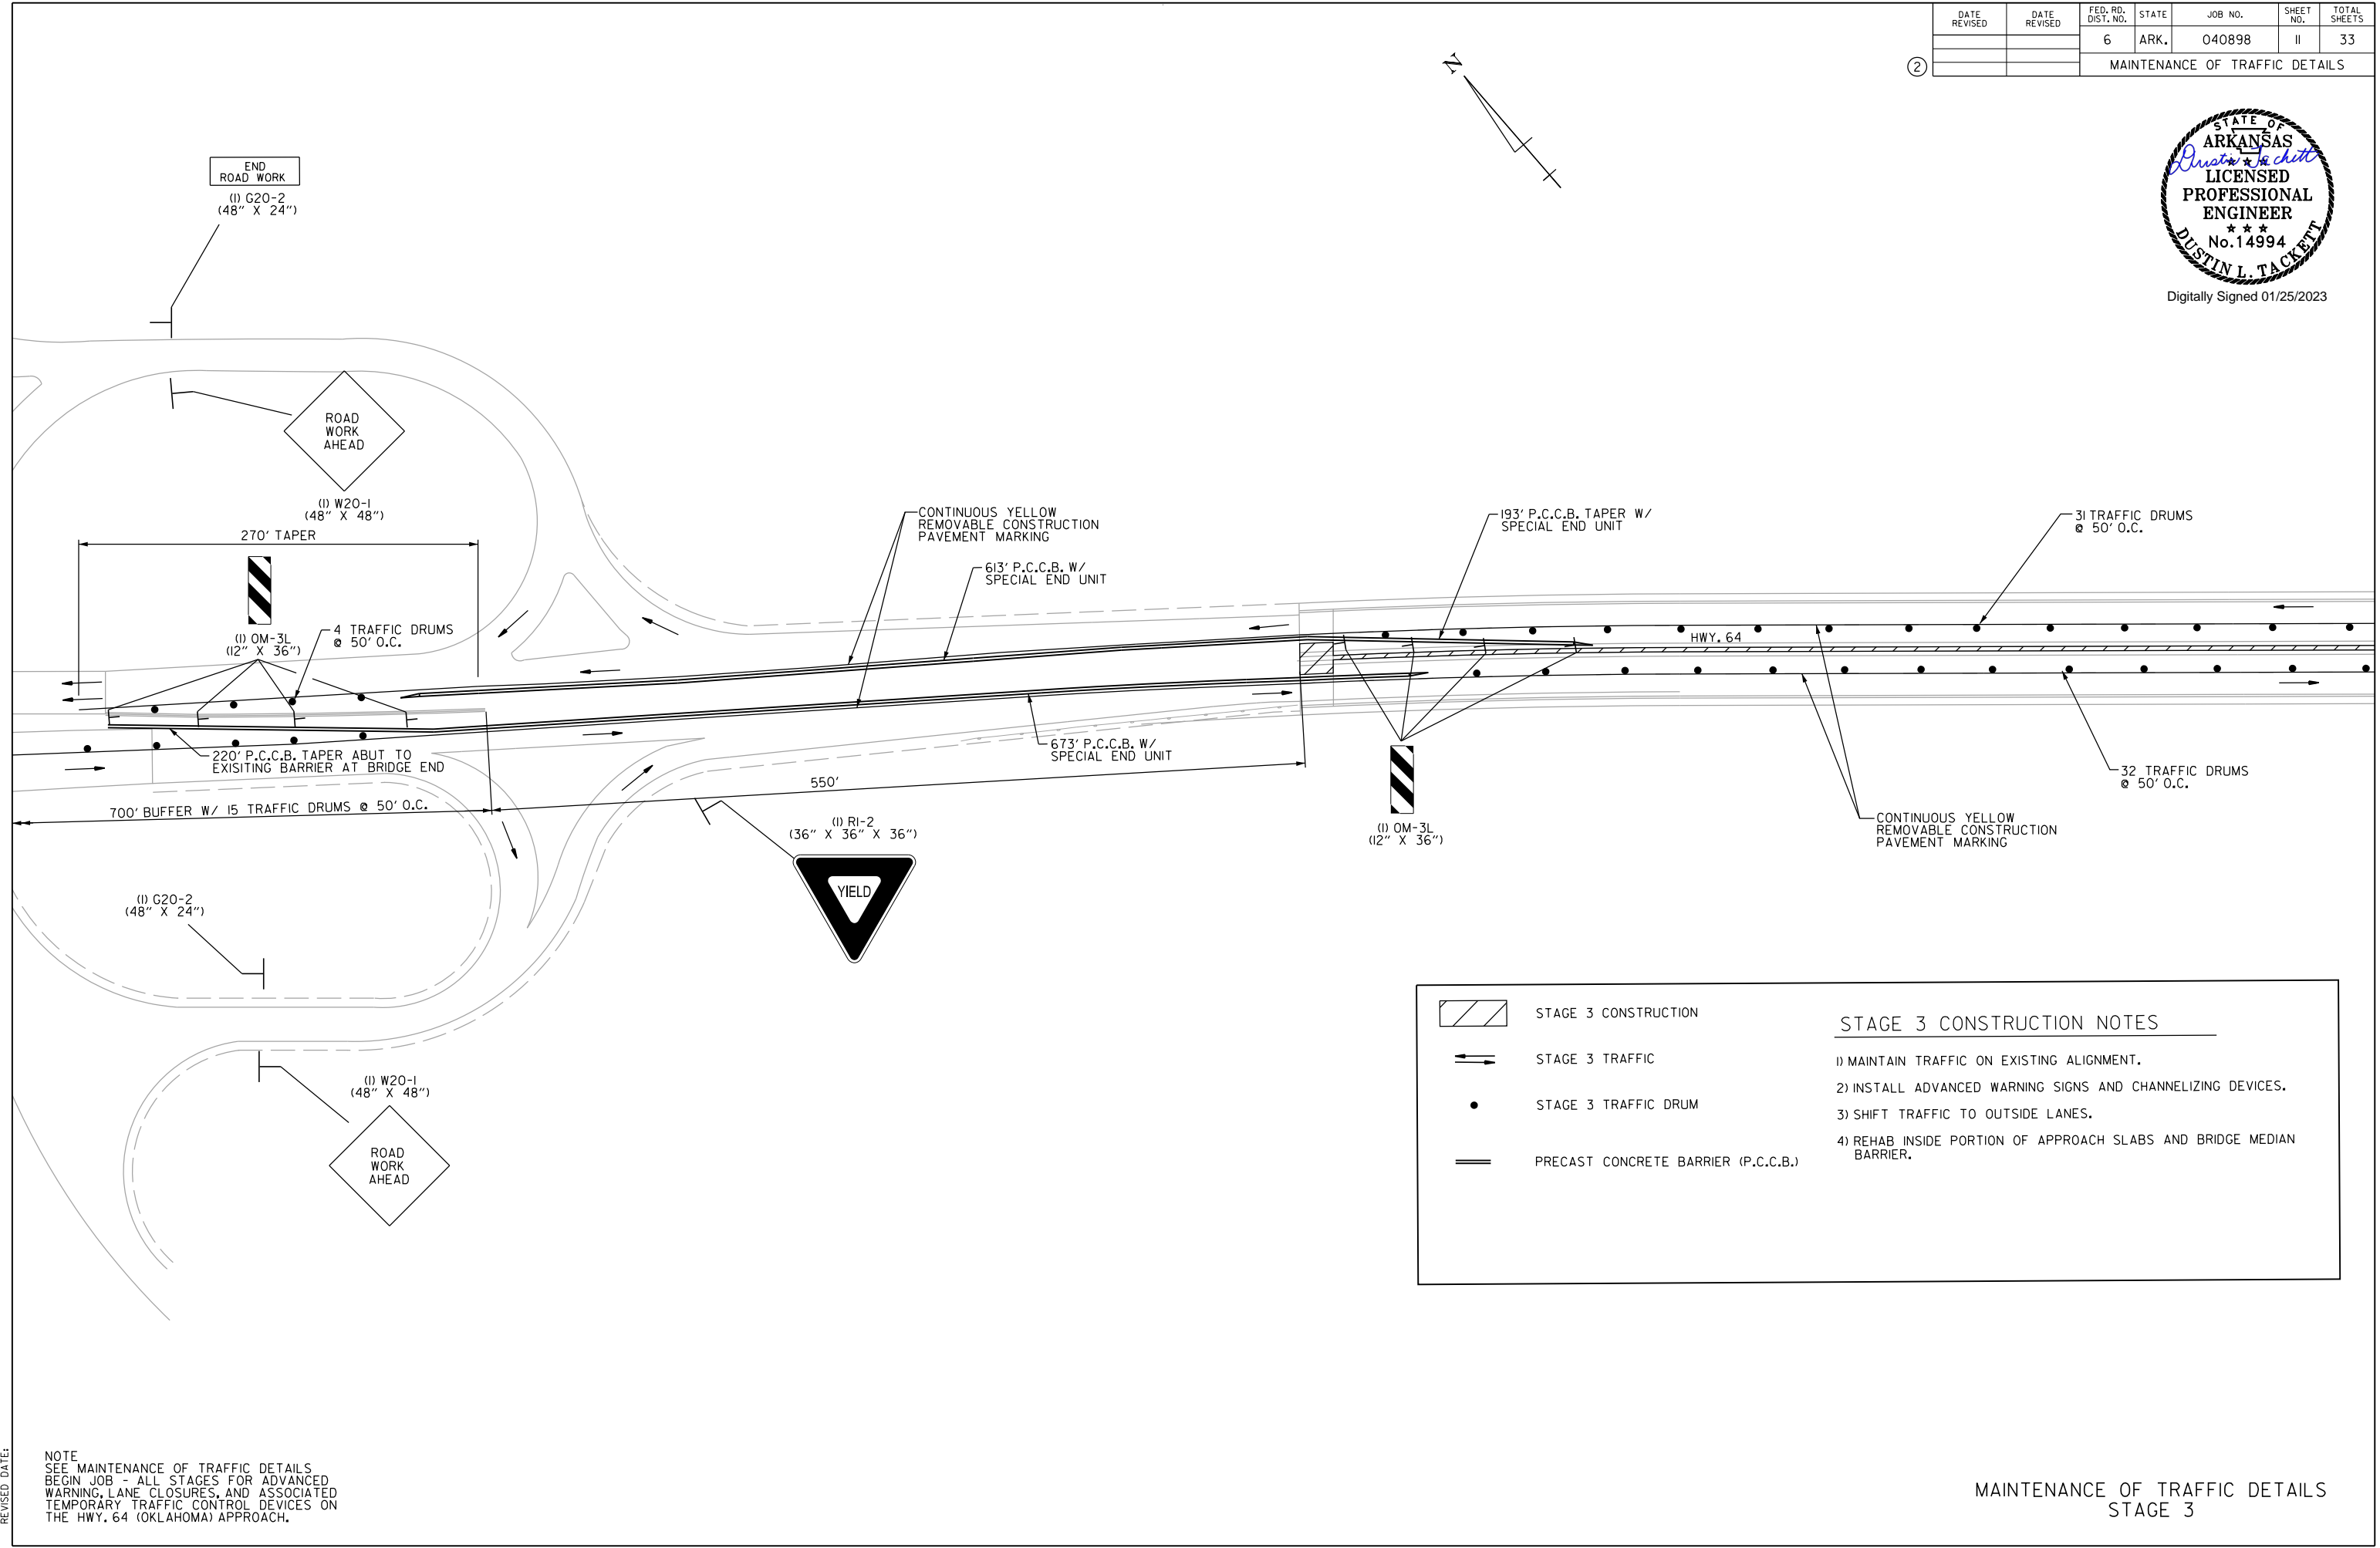 DATE REVISED
DATE REVISED
FED. RD. DIST. NO.
STATE
JOB NO.
SHEET NO.
TOTAL SHEETS
6
ARK.
040898
11
33
2
MAINTENANCE OF TRAFFIC DETAILS
N
STATE OF
ARKANSAS
Dustin Tackett
LICENSED
PROFESSIONAL
ENGINEER
No.14994
DUSTIN L. TACKETT
Digitally Signed 01/25/2023
END
ROAD WORK
(1) G20-2
(48" X 24")
ROAD
WORK
AHEAD
(1) W20-1
(48" X 48")
270' TAPER
(1) OM-3L
(12" X 36")
4 TRAFFIC DRUMS
@ 50' O.C.
CONTINUOUS YELLOW
REMOVABLE CONSTRUCTION
PAVEMENT MARKING
613' P.C.C.B. W/
SPECIAL END UNIT
193' P.C.C.B. TAPER W/
SPECIAL END UNIT
31 TRAFFIC DRUMS
@ 50' O.C.
HWY. 64
220' P.C.C.B. TAPER ABUT TO
EXISITING BARRIER AT BRIDGE END
673' P.C.C.B. W/
SPECIAL END UNIT
550'
700' BUFFER W/ 15 TRAFFIC DRUMS @ 50' O.C.
(1) R1-2
(36" X 36" X 36")
YIELD
(1) OM-3L
(12" X 36")
32 TRAFFIC DRUMS
@ 50' O.C.
CONTINUOUS YELLOW
REMOVABLE CONSTRUCTION
PAVEMENT MARKING
(1) G20-2
(48" X 24")
(1) W20-1
(48" X 48")
ROAD
WORK
AHEAD
STAGE 3 CONSTRUCTION
STAGE 3 TRAFFIC
STAGE 3 TRAFFIC DRUM
PRECAST CONCRETE BARRIER (P.C.C.B.)
STAGE 3 CONSTRUCTION NOTES
1) MAINTAIN TRAFFIC ON EXISTING ALIGNMENT.
2) INSTALL ADVANCED WARNING SIGNS AND CHANNELIZING DEVICES.
3) SHIFT TRAFFIC TO OUTSIDE LANES.
4) REHAB INSIDE PORTION OF APPROACH SLABS AND BRIDGE MEDIAN
BARRIER.
REVISED DATE:
NOTE
SEE MAINTENANCE OF TRAFFIC DETAILS
BEGIN JOB - ALL STAGES FOR ADVANCED
WARNING, LANE CLOSURES, AND ASSOCIATED
TEMPORARY TRAFFIC CONTROL DEVICES ON
THE HWY. 64 (OKLAHOMA) APPROACH.
MAINTENANCE OF TRAFFIC DETAILS
STAGE 3